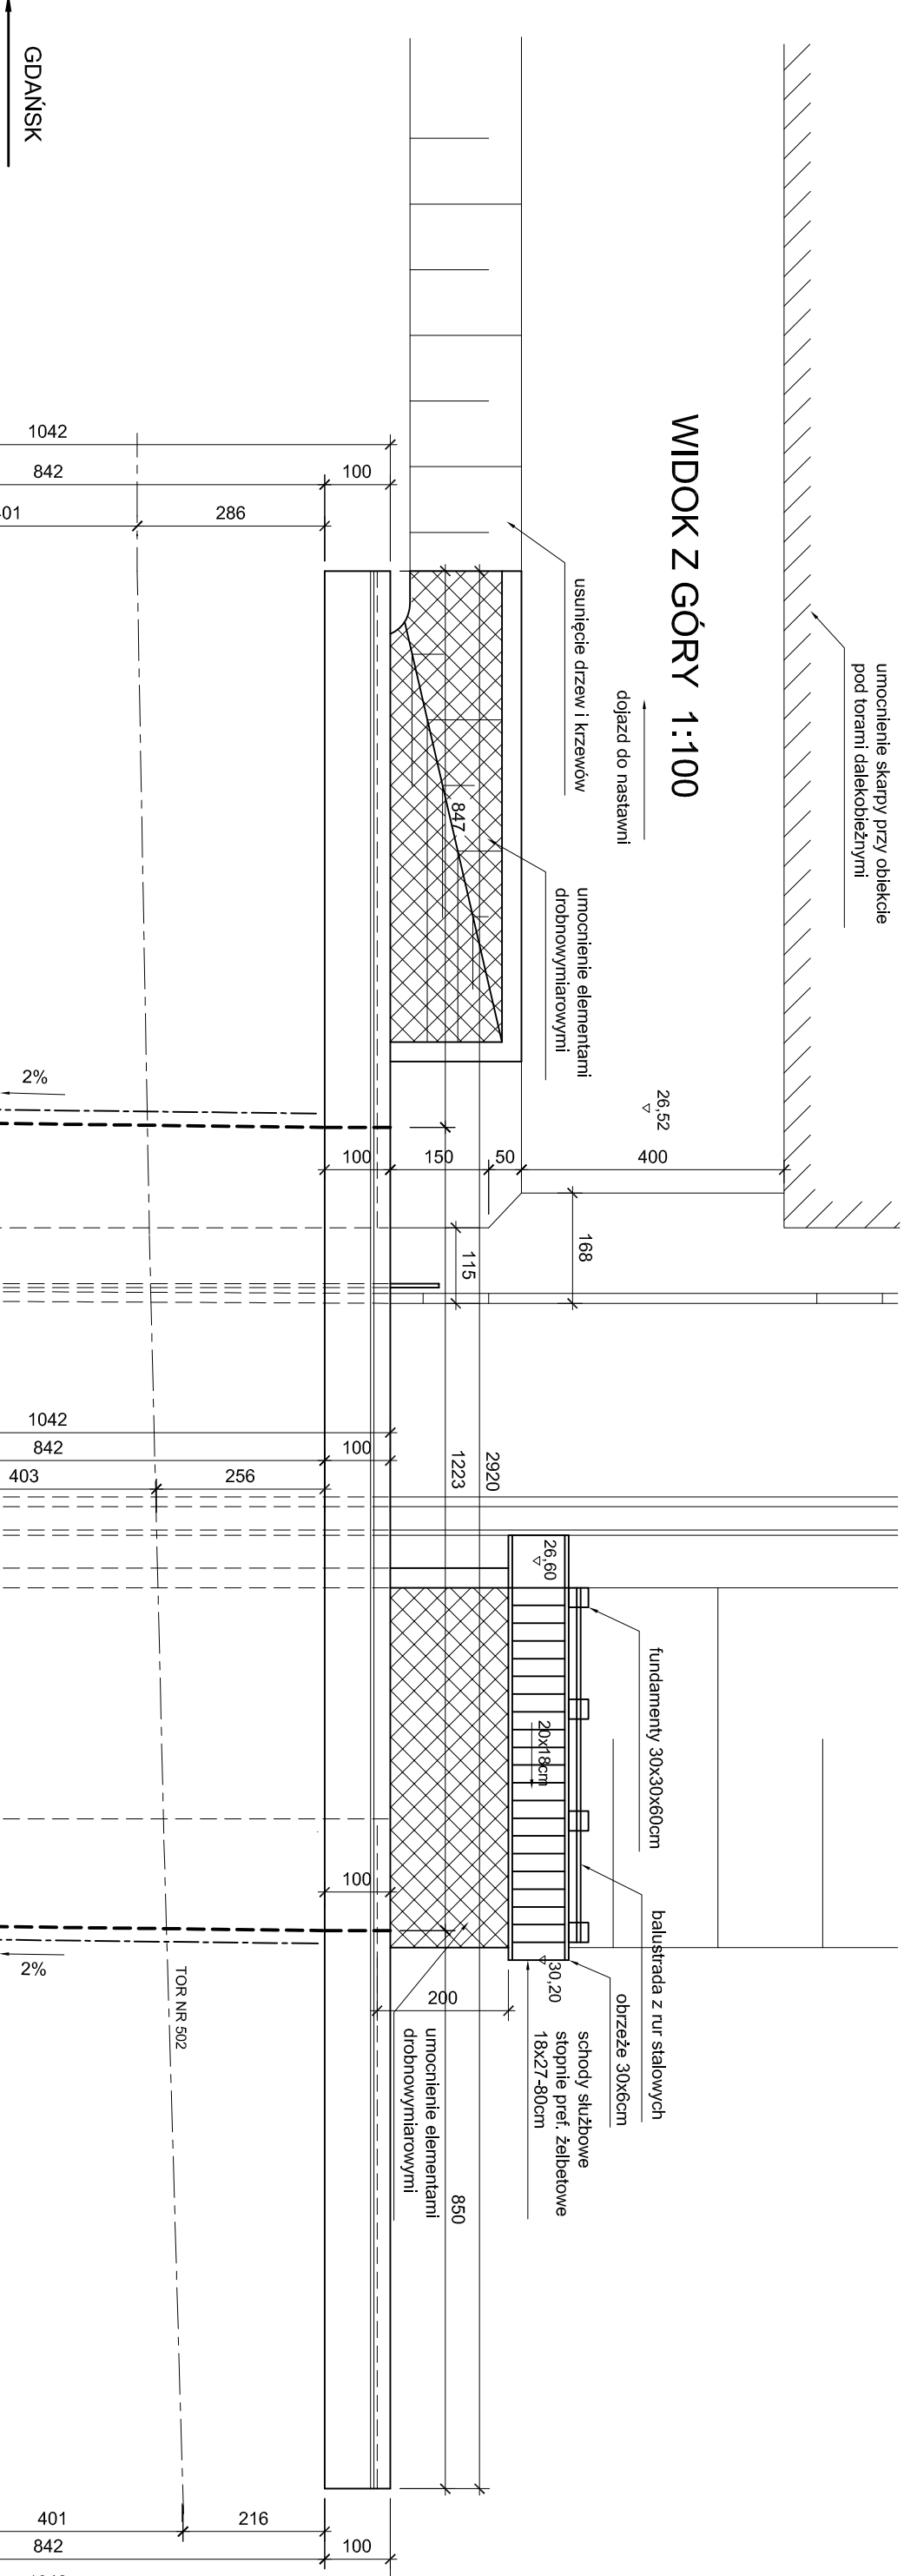 GDAŃSK
WIDOK Z GÓRY 1:100
umocnienie skarpy przy obiekcie
pod torami dalekobieżnymi
dojazd do nastawni
usunięcie drzew i krzewów
umocnienie elementami
drobnowymiarowymi
847
1042
842
100
286
2%
26,52
100
150
50
400
168
115
1042
842
100
403
256
2920
1223
26,60
20x18cm
fundamenty 30x30x60cm
balustrada z rur stalowych
obrzeże 30x6cm
30,20
schody służbowe
stopnie pref. żelbetowe
18x27-80cm
100
200
umocnienie elementami
drobnowymiarowymi
850
2%
TOR NR 502
401
216
842
100